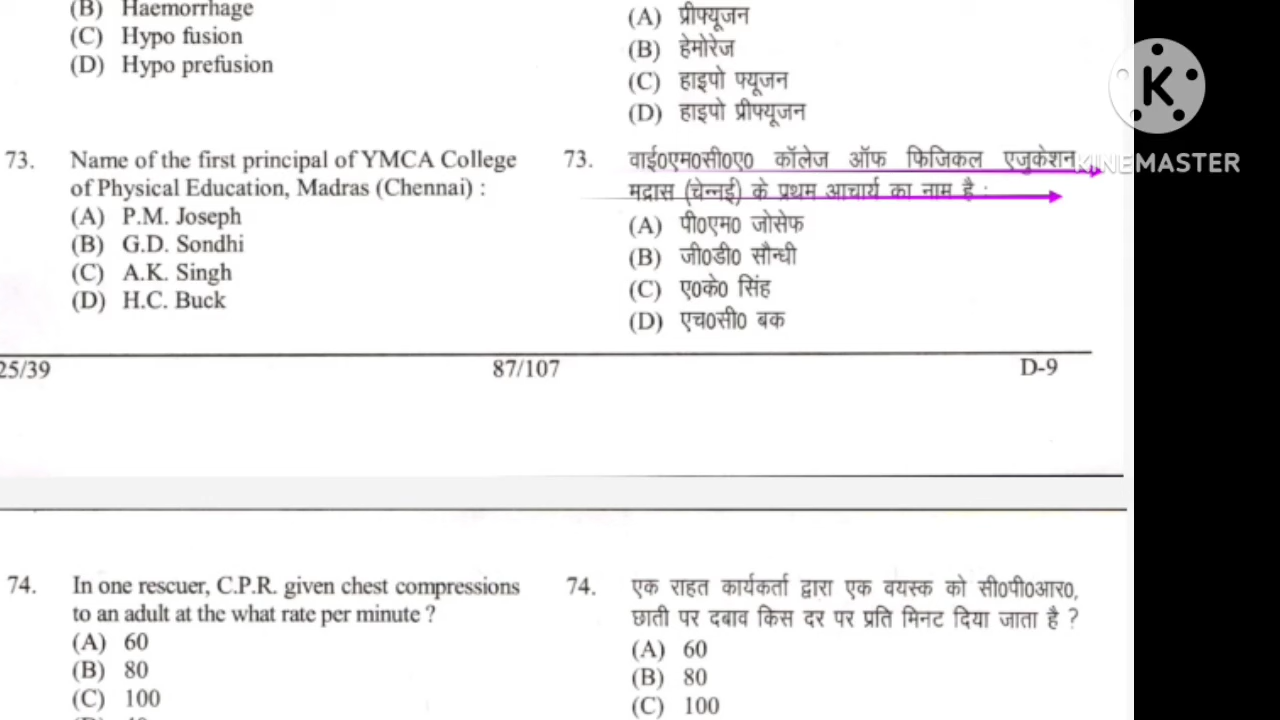 (B) Haemorrhage
(C) Hypo fusion
(D) Hypo prefusion
73. Name of the first principal of YMCA College
of Physical Education, Madras (Chennai) :
(A) P.M. Joseph
(B) G.D. Sondhi
(C) A.K. Singh
(D) H.C. Buck
(A) प्रीफ्यूजन
(B) हेमोरेज
(C) हाइपो फ्यूजन
(D) हाइपो प्रीफ्यूजन
73. वाई0एम0सी0ए0 कॉलेज ऑफ फिजिकल एजुकेशन
मद्रास (चेन्नई) के प्रथम आचार्य का नाम है :
(A) पी0एम0 जोसेफ
(B) जी0डी0 सौन्धी
(C) ए0के0 सिंह
(D) एच0सी0 बक
K
KINEMASTER
25/39 87/107 D-9
74. In one rescuer, C.P.R. given chest compressions
to an adult at the what rate per minute ?
(A) 60
(B) 80
(C) 100
74. एक राहत कार्यकर्ता द्वारा एक वयस्क को सी0पी0आर0,
छाती पर दबाव किस दर पर प्रति मिनट दिया जाता है ?
(A) 60
(B) 80
(C) 100